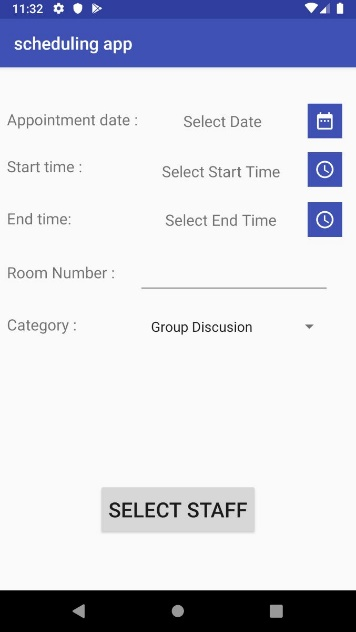 11:32
scheduling app
Appointment date : Select Date
Start time : Select Start Time
End time: Select End Time
Room Number :
Category : Group Discusion
SELECT STAFF